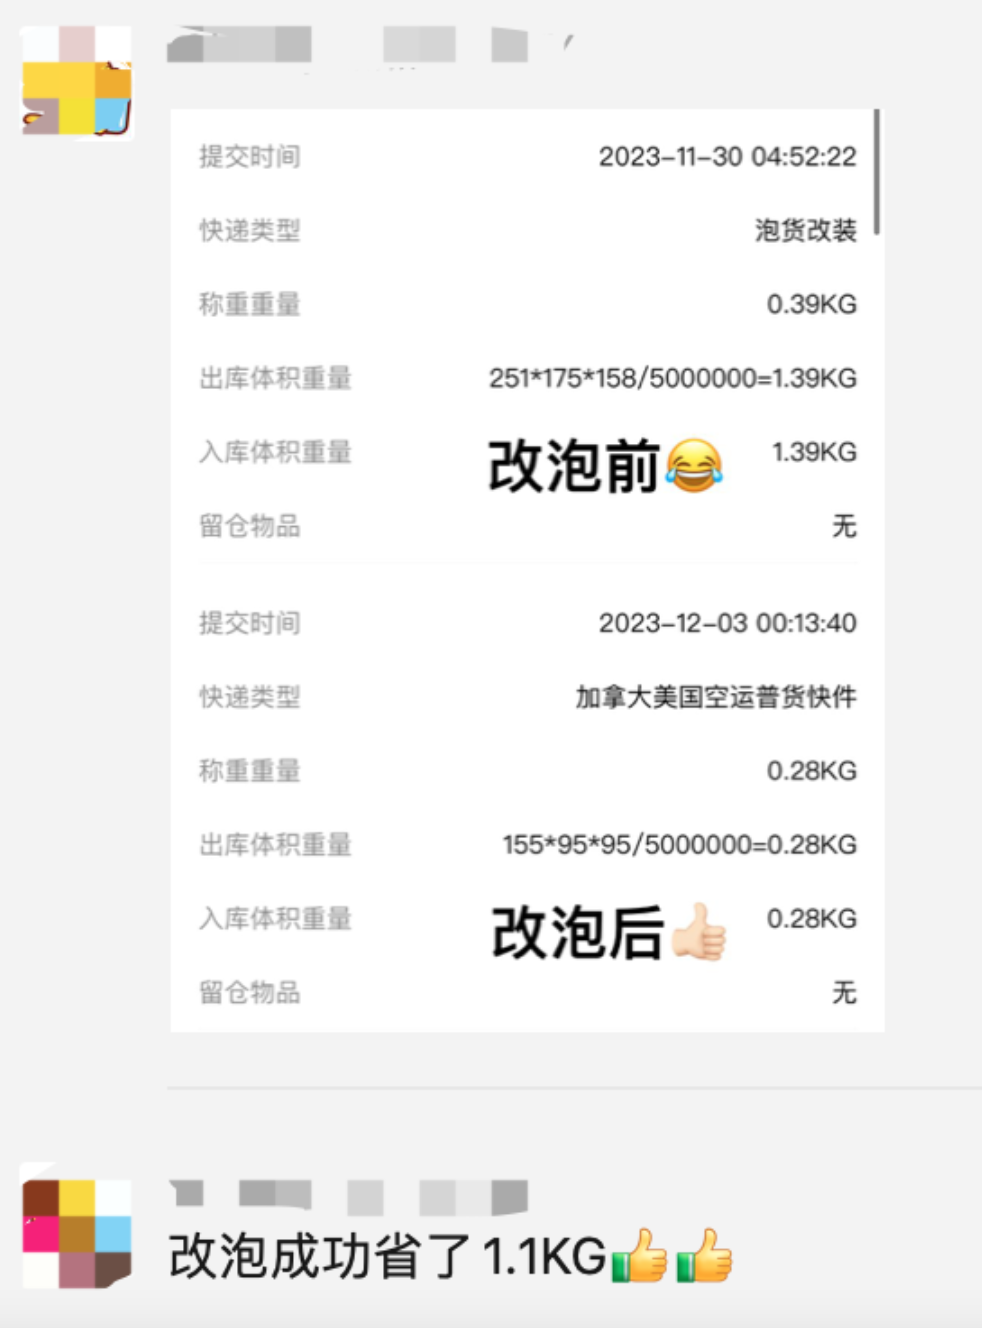 提交时间 2023-11-30 04:52:22
快递类型 泡货改装
称重重量 0.39KG
出库体积重量 251*175*158/5000000=1.39KG
入库体积重量 改泡前😂 1.39KG
留仓物品 无
提交时间 2023-12-03 00:13:40
快递类型 加拿大美国空运普货快件
称重重量 0.28KG
出库体积重量 155*95*95/5000000=0.28KG
入库体积重量 改泡后👍🏻 0.28KG
留仓物品 无
改泡成功省了1.1KG👍👍